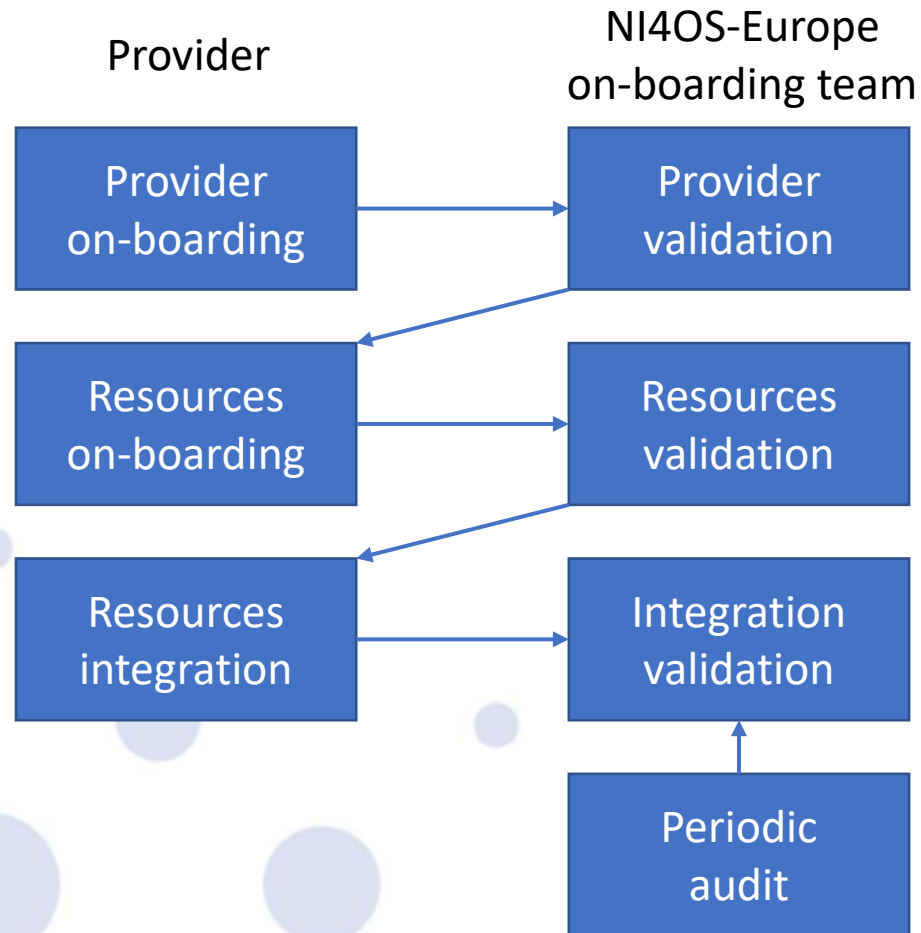 Provider
NI4OS-Europe
on-boarding team
Provider
on-boarding
Provider
validation
Resources
on-boarding
Resources
validation
Resources
integration
Integration
validation
Periodic
audit